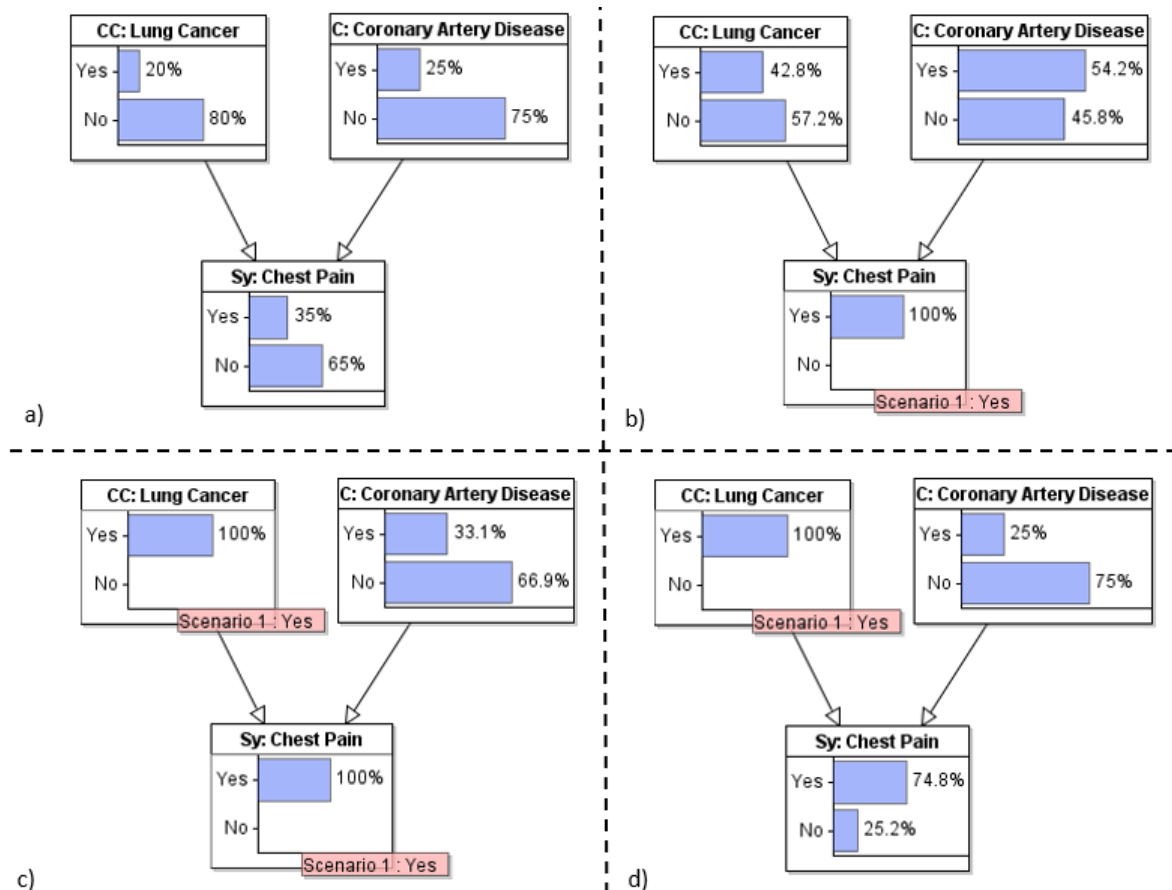 CC: Lung Cancer
Yes
20%
No
80%
C: Coronary Artery Disease
Yes
25%
No
75%
Sy: Chest Pain
Yes
35%
No
65%
a)
CC: Lung Cancer
Yes
42.8%
No
57.2%
C: Coronary Artery Disease
Yes
54.2%
No
45.8%
Sy: Chest Pain
Yes
100%
No
Scenario 1 : Yes
b)
CC: Lung Cancer
Yes
100%
No
Scenario 1 : Yes
C: Coronary Artery Disease
Yes
33.1%
No
66.9%
Sy: Chest Pain
Yes
100%
No
Scenario 1 : Yes
c)
CC: Lung Cancer
Yes
100%
No
Scenario 1 : Yes
C: Coronary Artery Disease
Yes
25%
No
75%
Sy: Chest Pain
Yes
74.8%
No
25.2%
d)